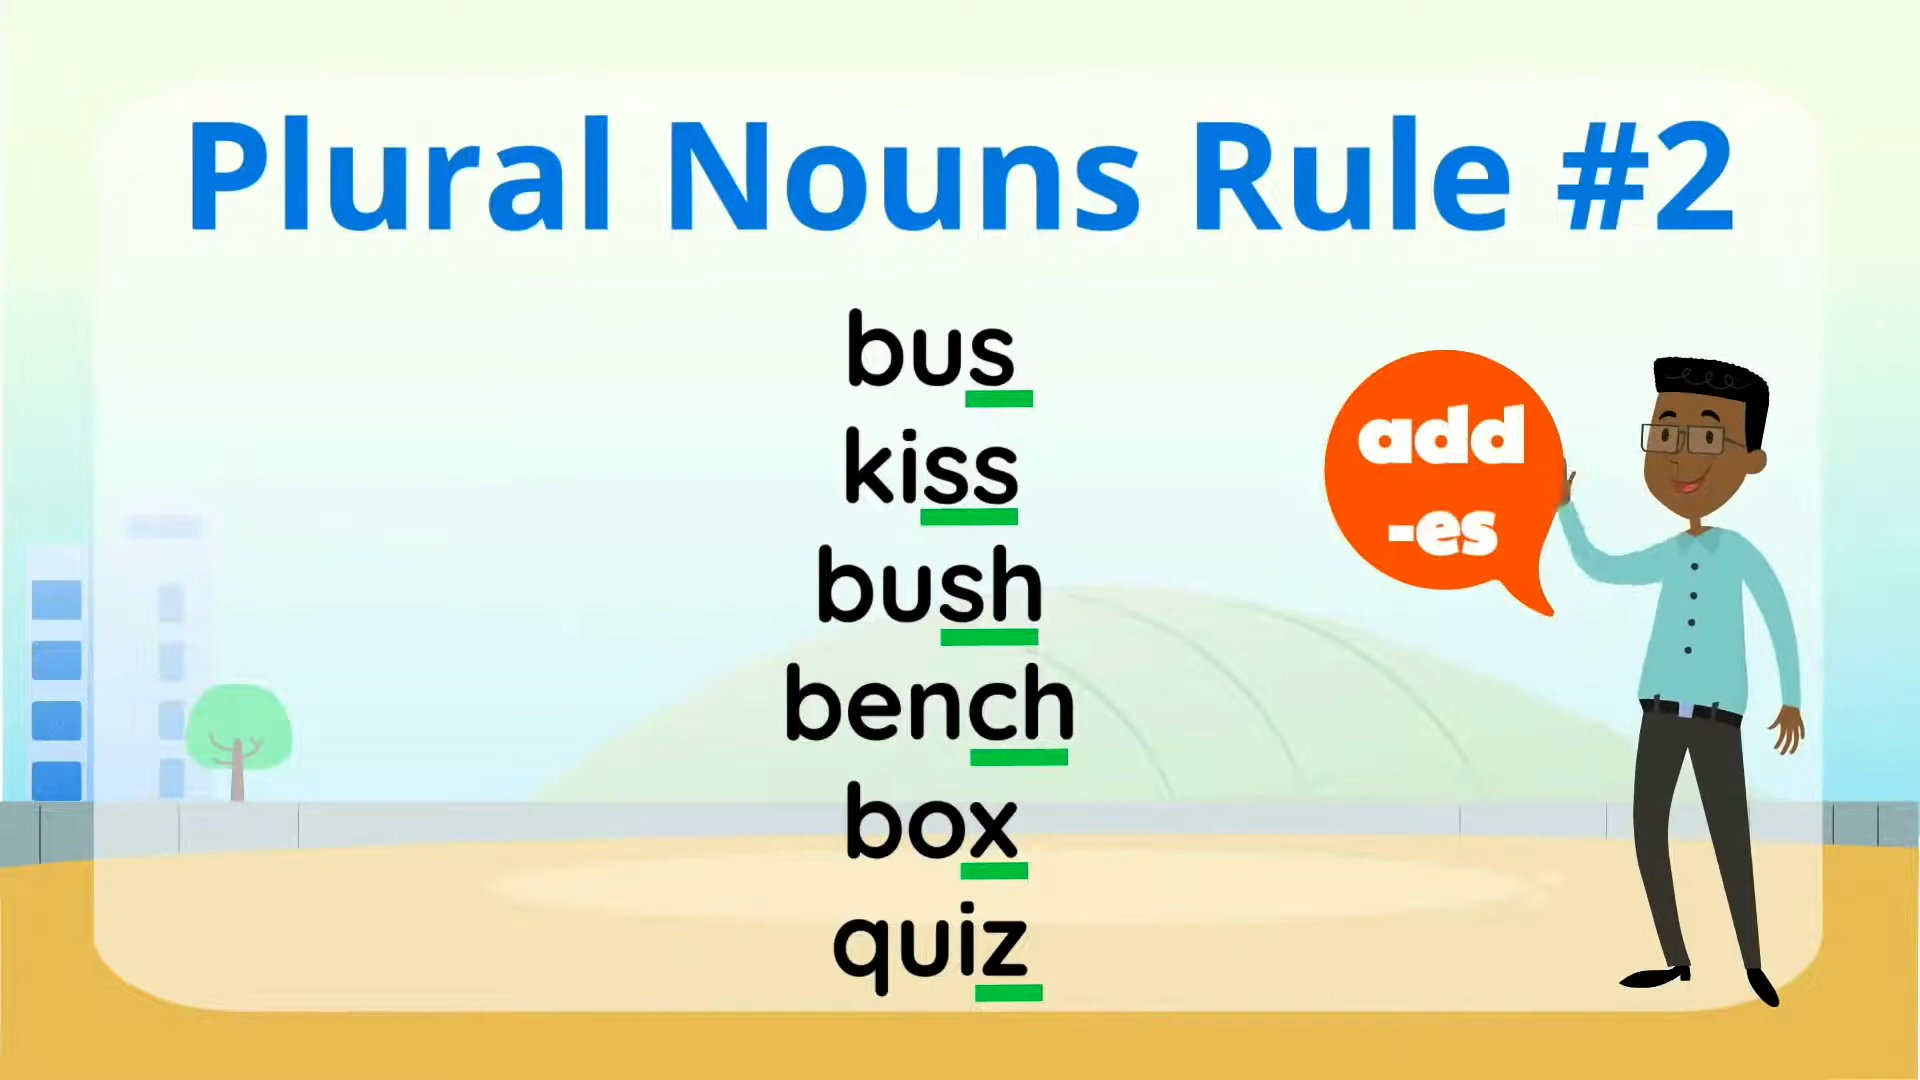 Plural Nouns Rule #2
bus
kiss
bush
bench
box
quiz
add
-es